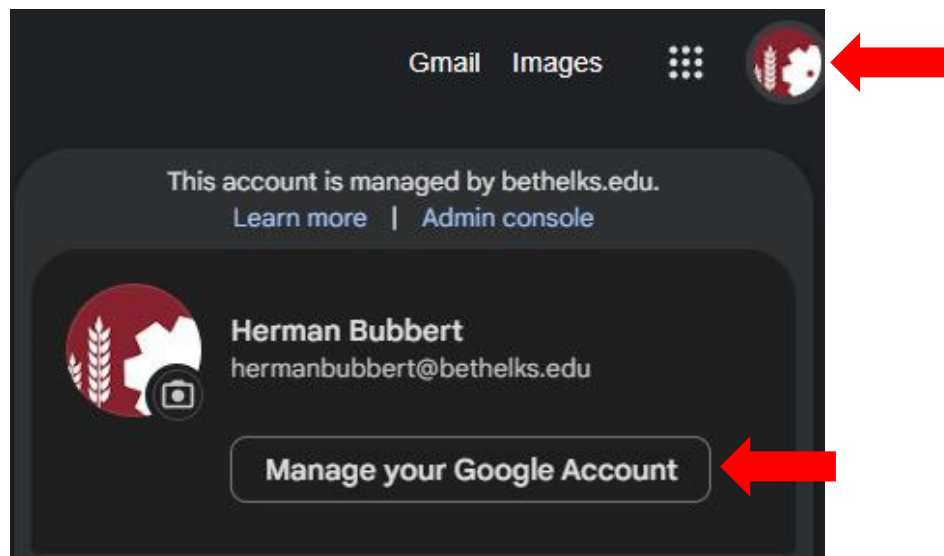 Gmail Images
This account is managed by bethelks.edu.
Learn more | Admin console
Herman Bubbert
hermanbubbert@bethelks.edu
Manage your Google Account